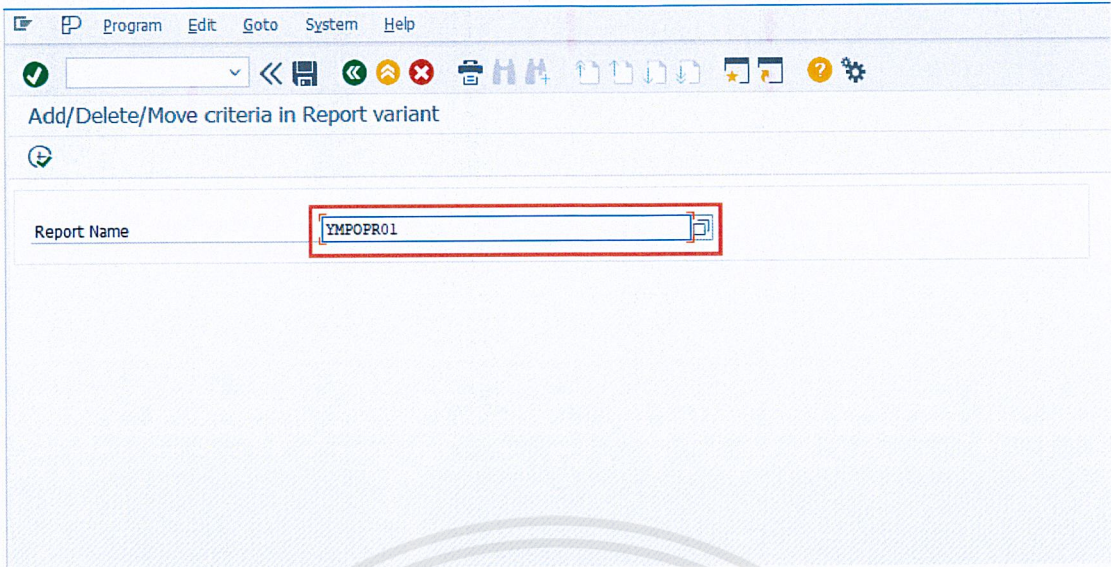 Program Edit Goto System Help
Add/Delete/Move criteria in Report variant
Report Name YMPOPR01